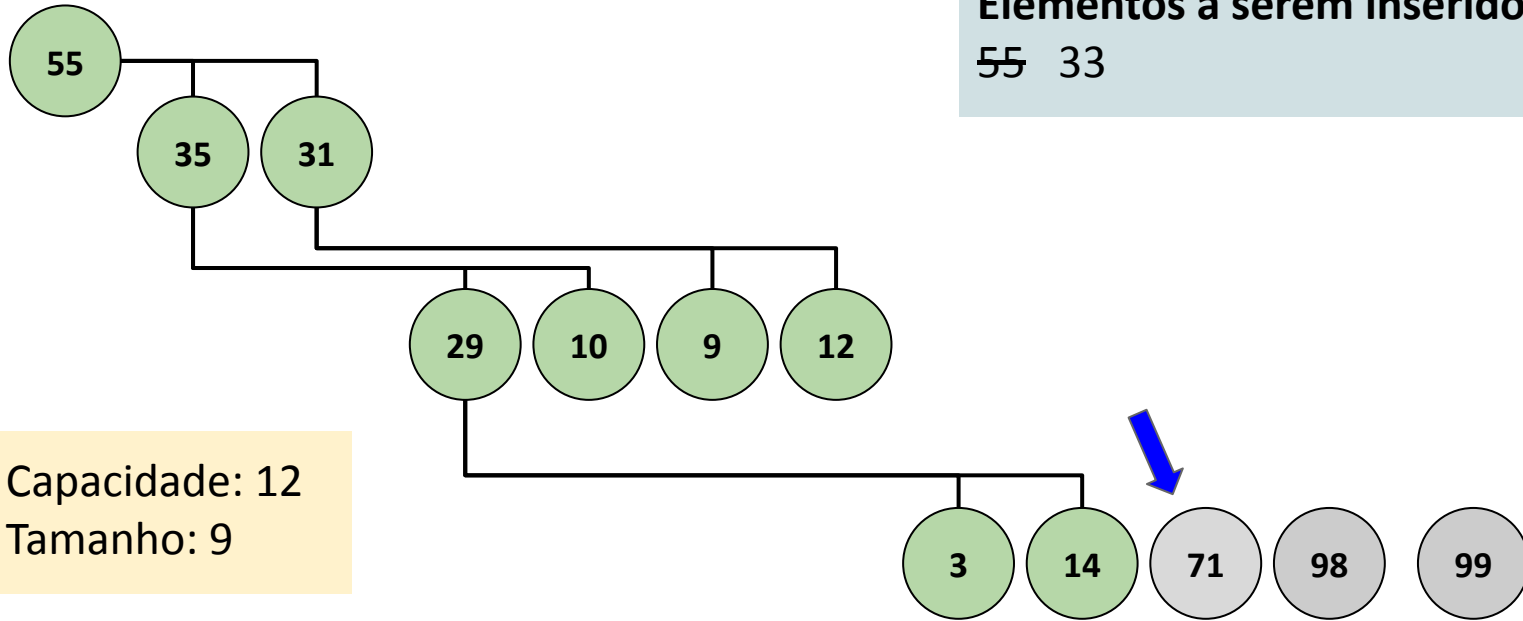 Elementos a serem inserido
55 33
55
35 31
29 10 9 12
Capacidade: 12
Tamanho: 9
3 14 71 98 99